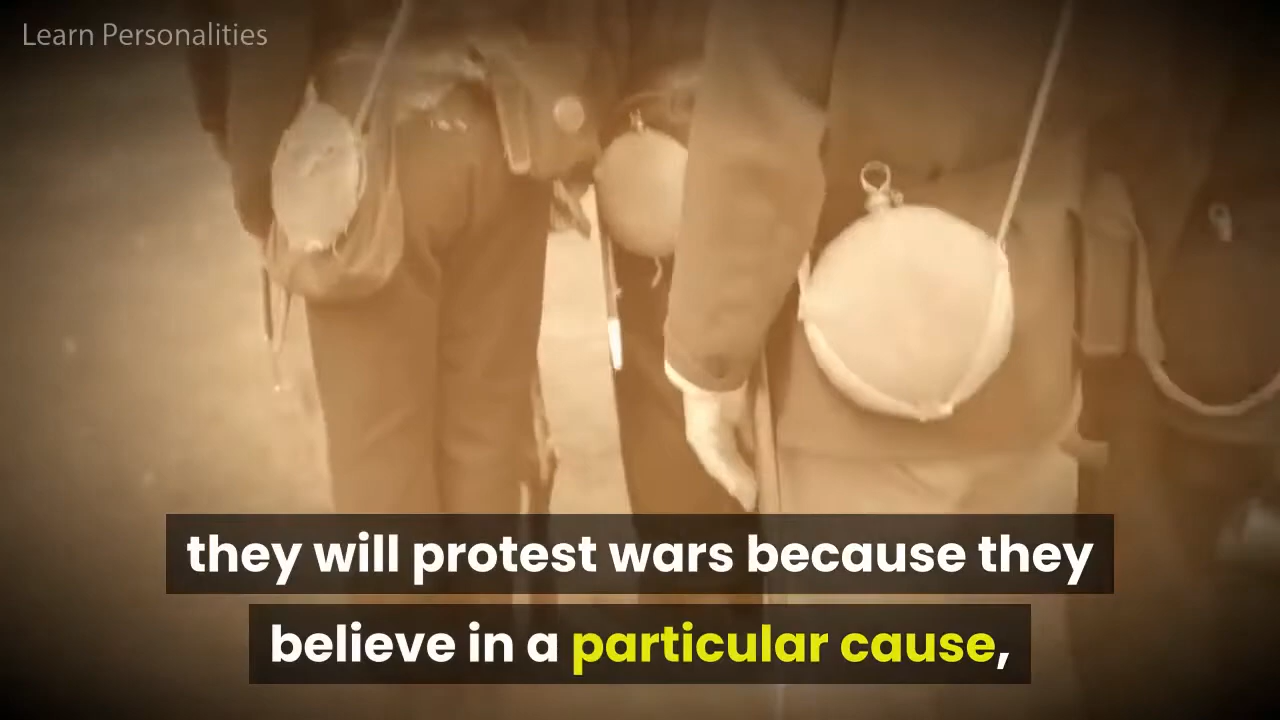 Learn Personalities
they will protest wars because they
believe in a particular cause,